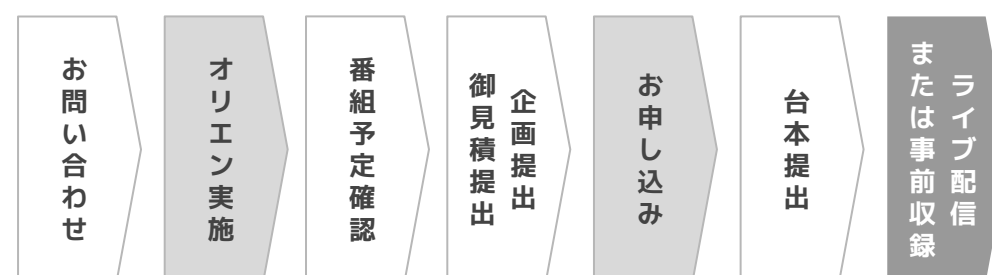 お問い合わせ
オリエン実施
番組予定確認
企画提出
御見積提出
お申し込み
台本提出
ライブ配信
または事前収録